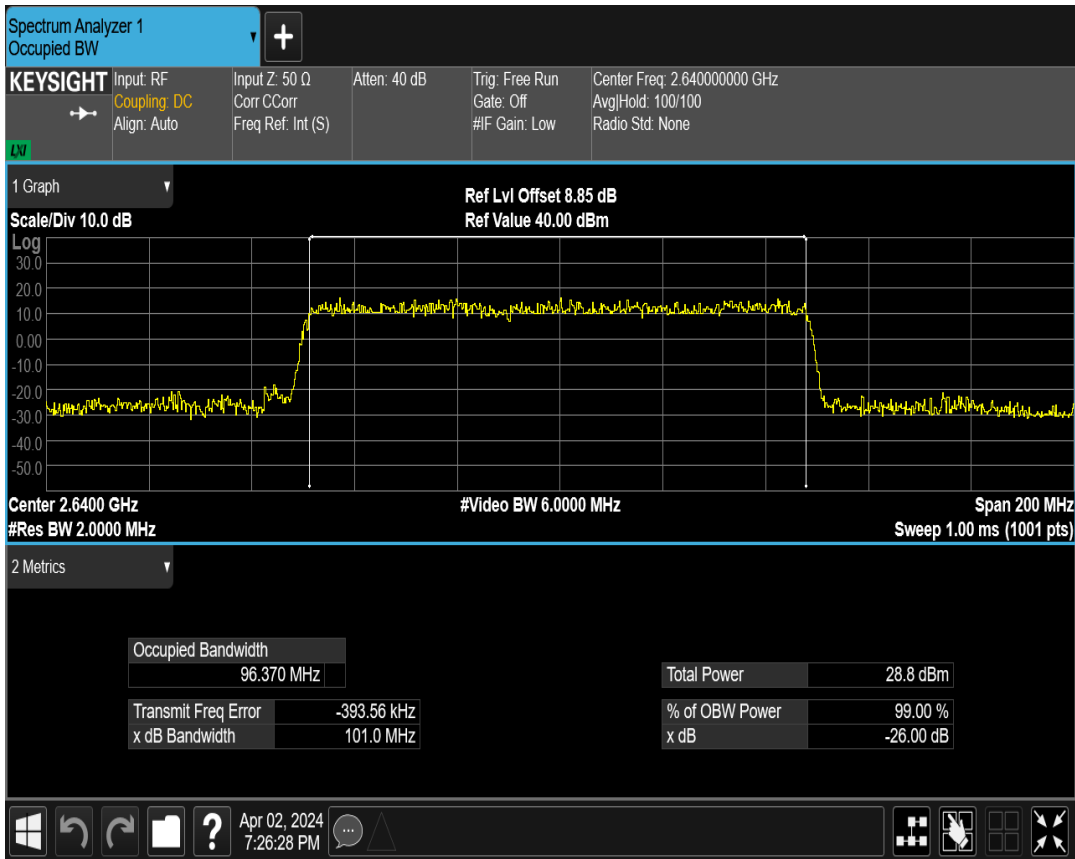 Spectrum Analyzer 1
Occupied BW
KEYSIGHT
LXI
Input: RF
Coupling: DC
Align: Auto
Input Z: 50 Ω
Corr CCorr
Freq Ref: Int (S)
Atten: 40 dB
Trig: Free Run
Gate: Off
#IF Gain: Low
Center Freq: 2.640000000 GHz
Avg|Hold: 100/100
Radio Std: None
1 Graph
Ref Lvl Offset 8.85 dB
Scale/Div 10.0 dB
Ref Value 40.00 dBm
Log
30.0
20.0
10.0
0.00
-10.0
-20.0
-30.0
-40.0
-50.0
Center 2.6400 GHz
#Video BW 6.0000 MHz
Span 200 MHz
#Res BW 2.0000 MHz
Sweep 1.00 ms (1001 pts)
2 Metrics
Occupied Bandwidth
96.370 MHz
Total Power 28.8 dBm
Transmit Freq Error -393.56 kHz
% of OBW Power 99.00 %
x dB Bandwidth 101.0 MHz
x dB -26.00 dB
?
Apr 02, 2024
7:26:28 PM